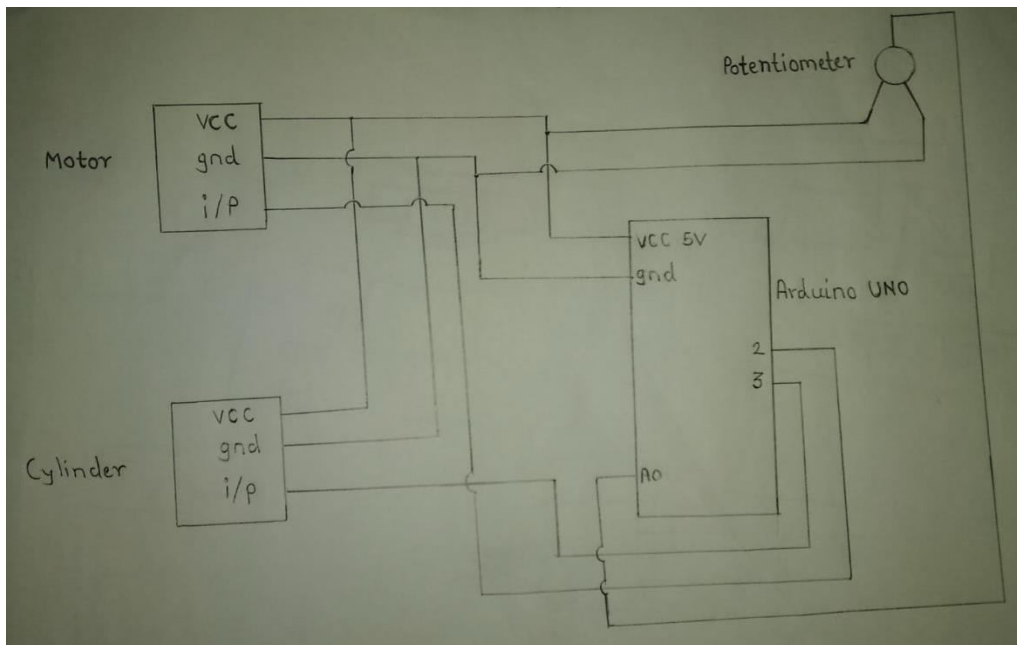 Potentiometer
Motor
VCC
gnd
i/P
VCC 5V
gnd
Arduino UNO
2
3
A0
Cylinder
VCC
gnd
i/p